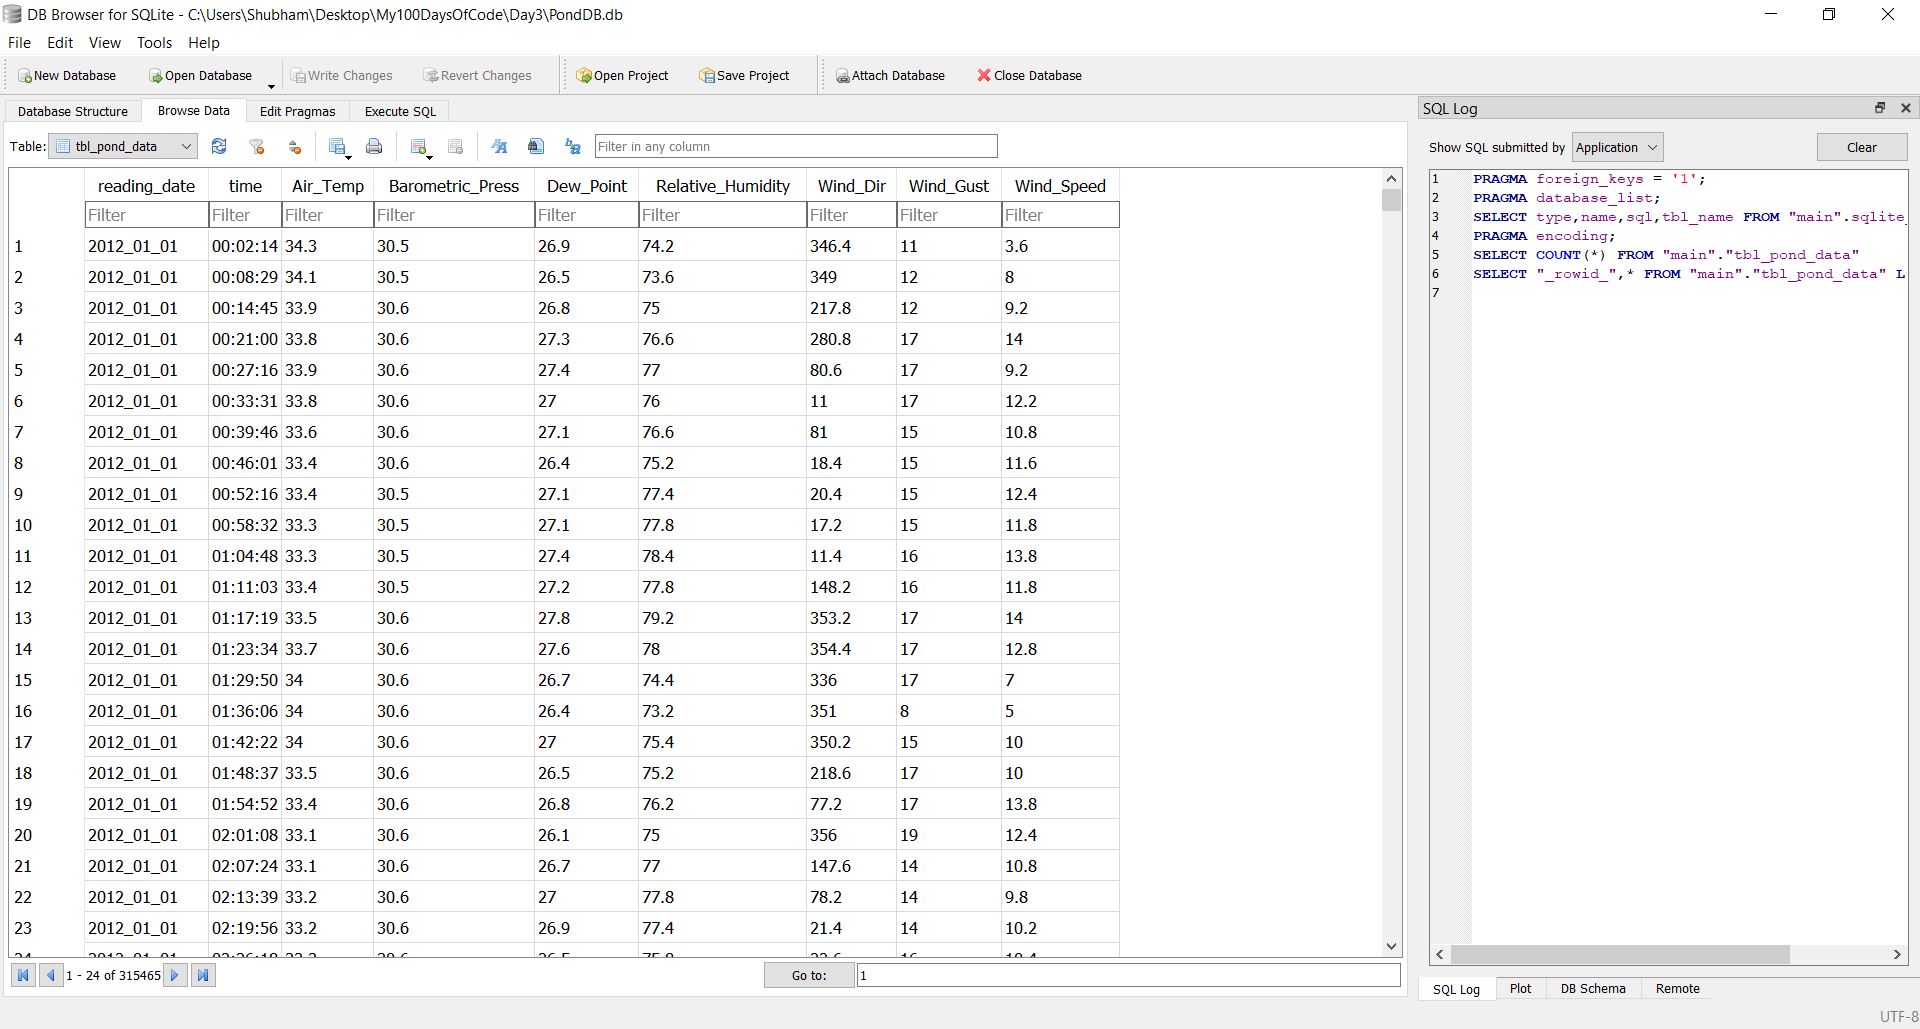 DB Browser for SQLite - C:\Users\Shubham\Desktop\My100DaysOfCode\Day3\PondDB.db
File Edit View Tools Help
New Database Open Database Write Changes Revert Changes Open Project Save Project Attach Database Close Database
Database Structure Browse Data Edit Pragmas Execute SQL
Table: tbl_pond_data Filter in any column
reading_date time Air_Temp Barometric_Press Dew_Point Relative_Humidity Wind_Dir Wind_Gust Wind_Speed
Filter Filter Filter Filter Filter Filter Filter Filter Filter
1 2012_01_01 00:02:14 34.3 30.5 26.9 74.2 346.4 11 3.6
2 2012_01_01 00:08:29 34.1 30.5 26.5 73.6 349 12 8
3 2012_01_01 00:14:45 33.9 30.6 26.8 75 217.8 12 9.2
4 2012_01_01 00:21:00 33.8 30.6 27.3 76.6 280.8 17 14
5 2012_01_01 00:27:16 33.9 30.6 27.4 77 80.6 17 9.2
6 2012_01_01 00:33:31 33.8 30.6 27 76 11 17 12.2
7 2012_01_01 00:39:46 33.6 30.6 27.1 76.6 81 15 10.8
8 2012_01_01 00:46:01 33.4 30.6 26.4 75.2 18.4 15 11.6
9 2012_01_01 00:52:16 33.4 30.5 27.1 77.4 20.4 15 12.4
10 2012_01_01 00:58:32 33.3 30.5 27.1 77.8 17.2 15 11.8
11 2012_01_01 01:04:48 33.3 30.5 27.4 78.4 11.4 16 13.8
12 2012_01_01 01:11:03 33.4 30.5 27.2 77.8 148.2 16 11.8
13 2012_01_01 01:17:19 33.5 30.6 27.8 79.2 353.2 17 14
14 2012_01_01 01:23:34 33.7 30.6 27.6 78 354.4 17 12.8
15 2012_01_01 01:29:50 34 30.6 26.7 74.4 336 17 7
16 2012_01_01 01:36:06 34 30.6 26.4 73.2 351 8 5
17 2012_01_01 01:42:22 34 30.6 27 75.4 350.2 15 10
18 2012_01_01 01:48:37 33.5 30.6 26.5 75.2 218.6 17 10
19 2012_01_01 01:54:52 33.4 30.6 26.8 76.2 77.2 17 13.8
20 2012_01_01 02:01:08 33.1 30.6 26.1 75 356 19 12.4
21 2012_01_01 02:07:24 33.1 30.6 26.7 77 147.6 14 10.8
22 2012_01_01 02:13:39 33.2 30.6 27 77.8 78.2 14 9.8
23 2012_01_01 02:19:56 33.2 30.6 26.9 77.4 21.4 14 10.2
1 - 24 of 315465 Go to: 1
SQL Log
Show SQL submitted by Application Clear
1 PRAGMA foreign_keys = '1';
2 PRAGMA database_list;
3 SELECT type,name,sql,tbl_name FROM "main".sqlite_
4 PRAGMA encoding;
5 SELECT COUNT(*) FROM "main"."tbl_pond_data"
6 SELECT "_rowid_",* FROM "main"."tbl_pond_data" L
7
SQL Log Plot DB Schema Remote
UTF-8